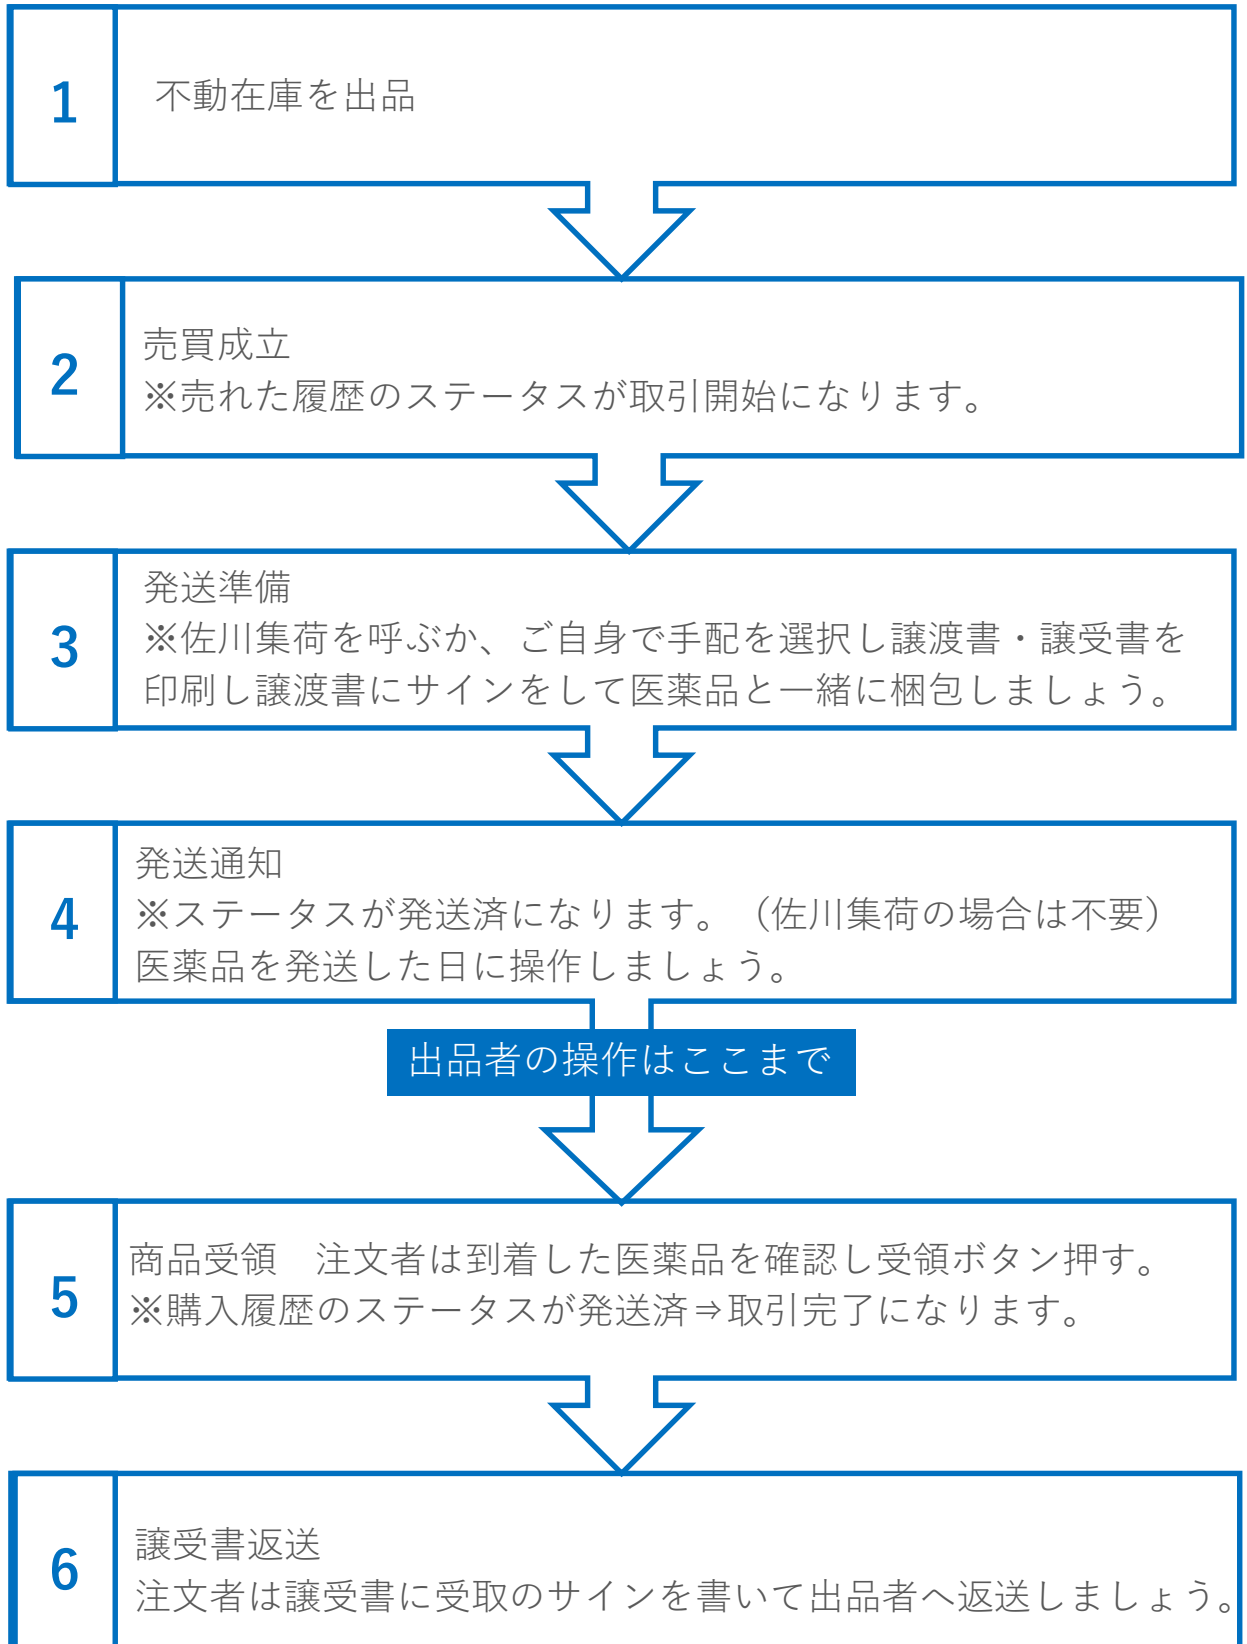 1
不動在庫を出品
2
売買成立
※売れた履歴のステータスが取引開始になります。
3
発送準備
※佐川集荷を呼ぶか、ご自身で手配を選択し譲渡書・譲受書を
印刷し譲渡書にサインをして医薬品と一緒に梱包しましょう。
4
発送通知
※ステータスが発送済になります。（佐川集荷の場合は不要）
医薬品を発送した日に操作しましょう。
出品者の操作はここまで
5
商品受領　注文者は到着した医薬品を確認し受領ボタン押す。
※購入履歴のステータスが発送済⇒取引完了になります。
6
譲受書返送
注文者は譲受書に受取のサインを書いて出品者へ返送しましょう。